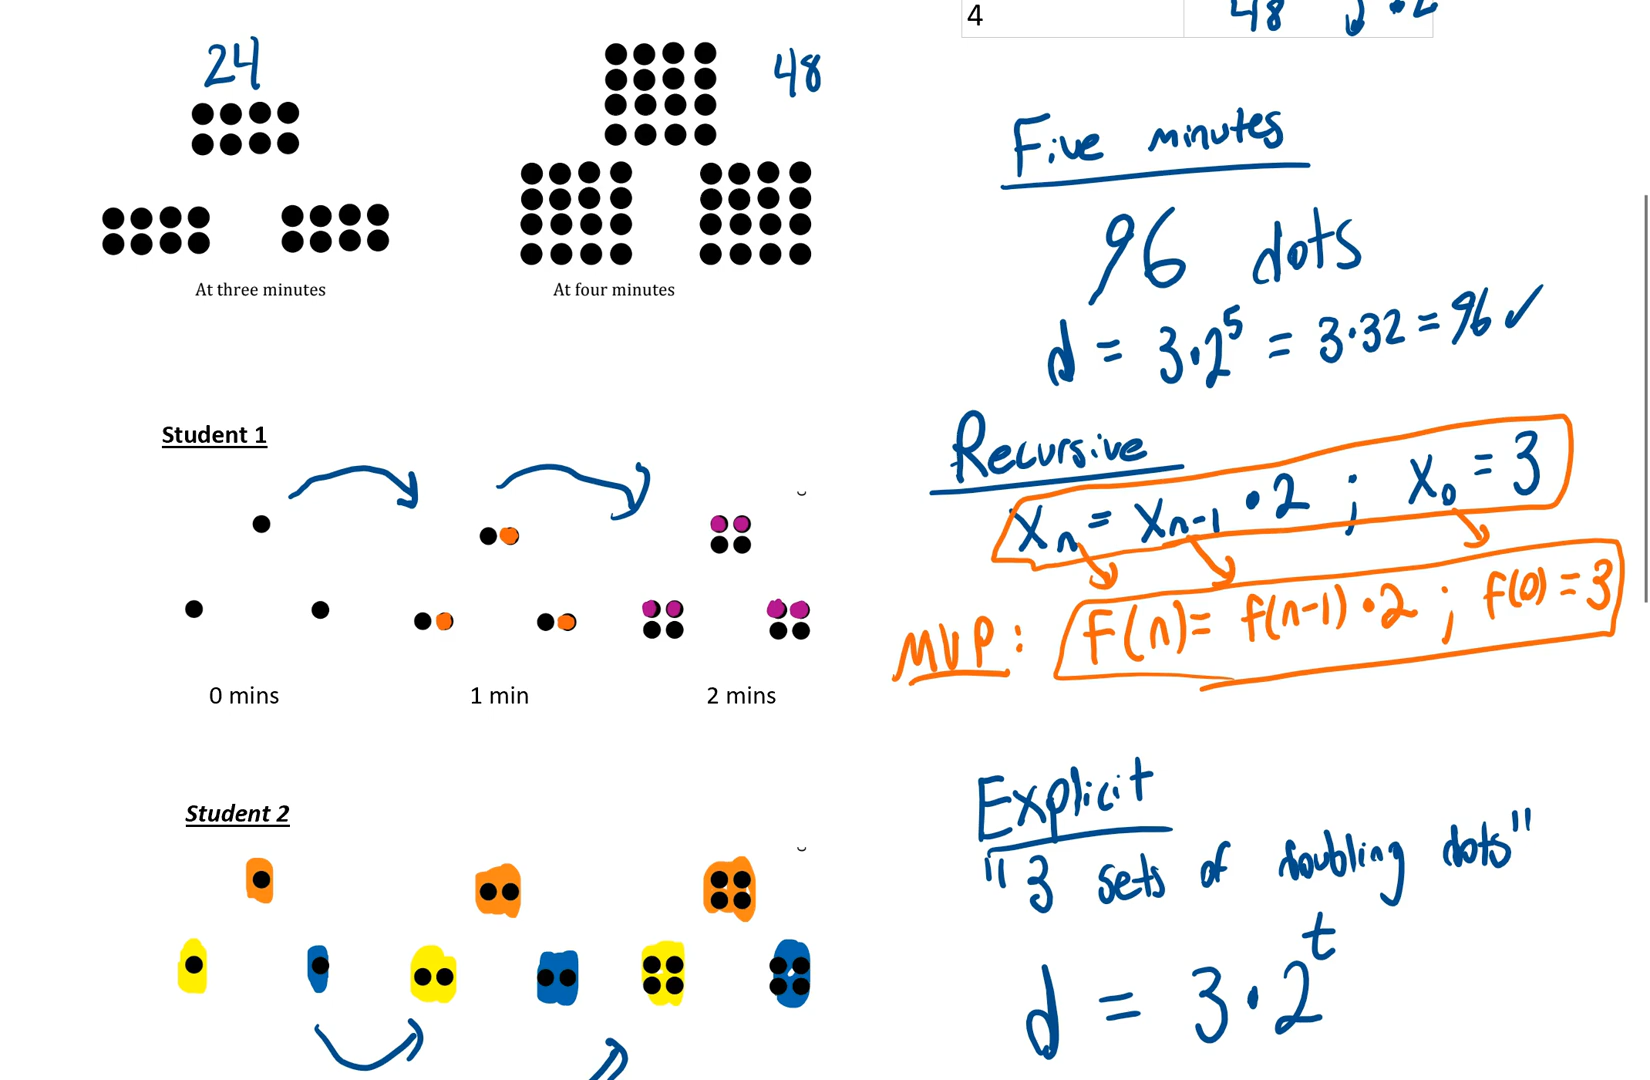 24
48
At three minutes
At four minutes
Student 1
0 mins
1 min
2 mins
Student 2
4
48 ·2
Five minutes
96 dots
d = 3·2⁵ = 3·32 = 96 ✓
Recursive
Xₙ = Xₙ₋₁ · 2 ; X₀ = 3
MVP: f(n) = f(n-1) · 2 ; f(0) = 3
Explicit
"3 sets of doubling dots"
d = 3·2ᵗ